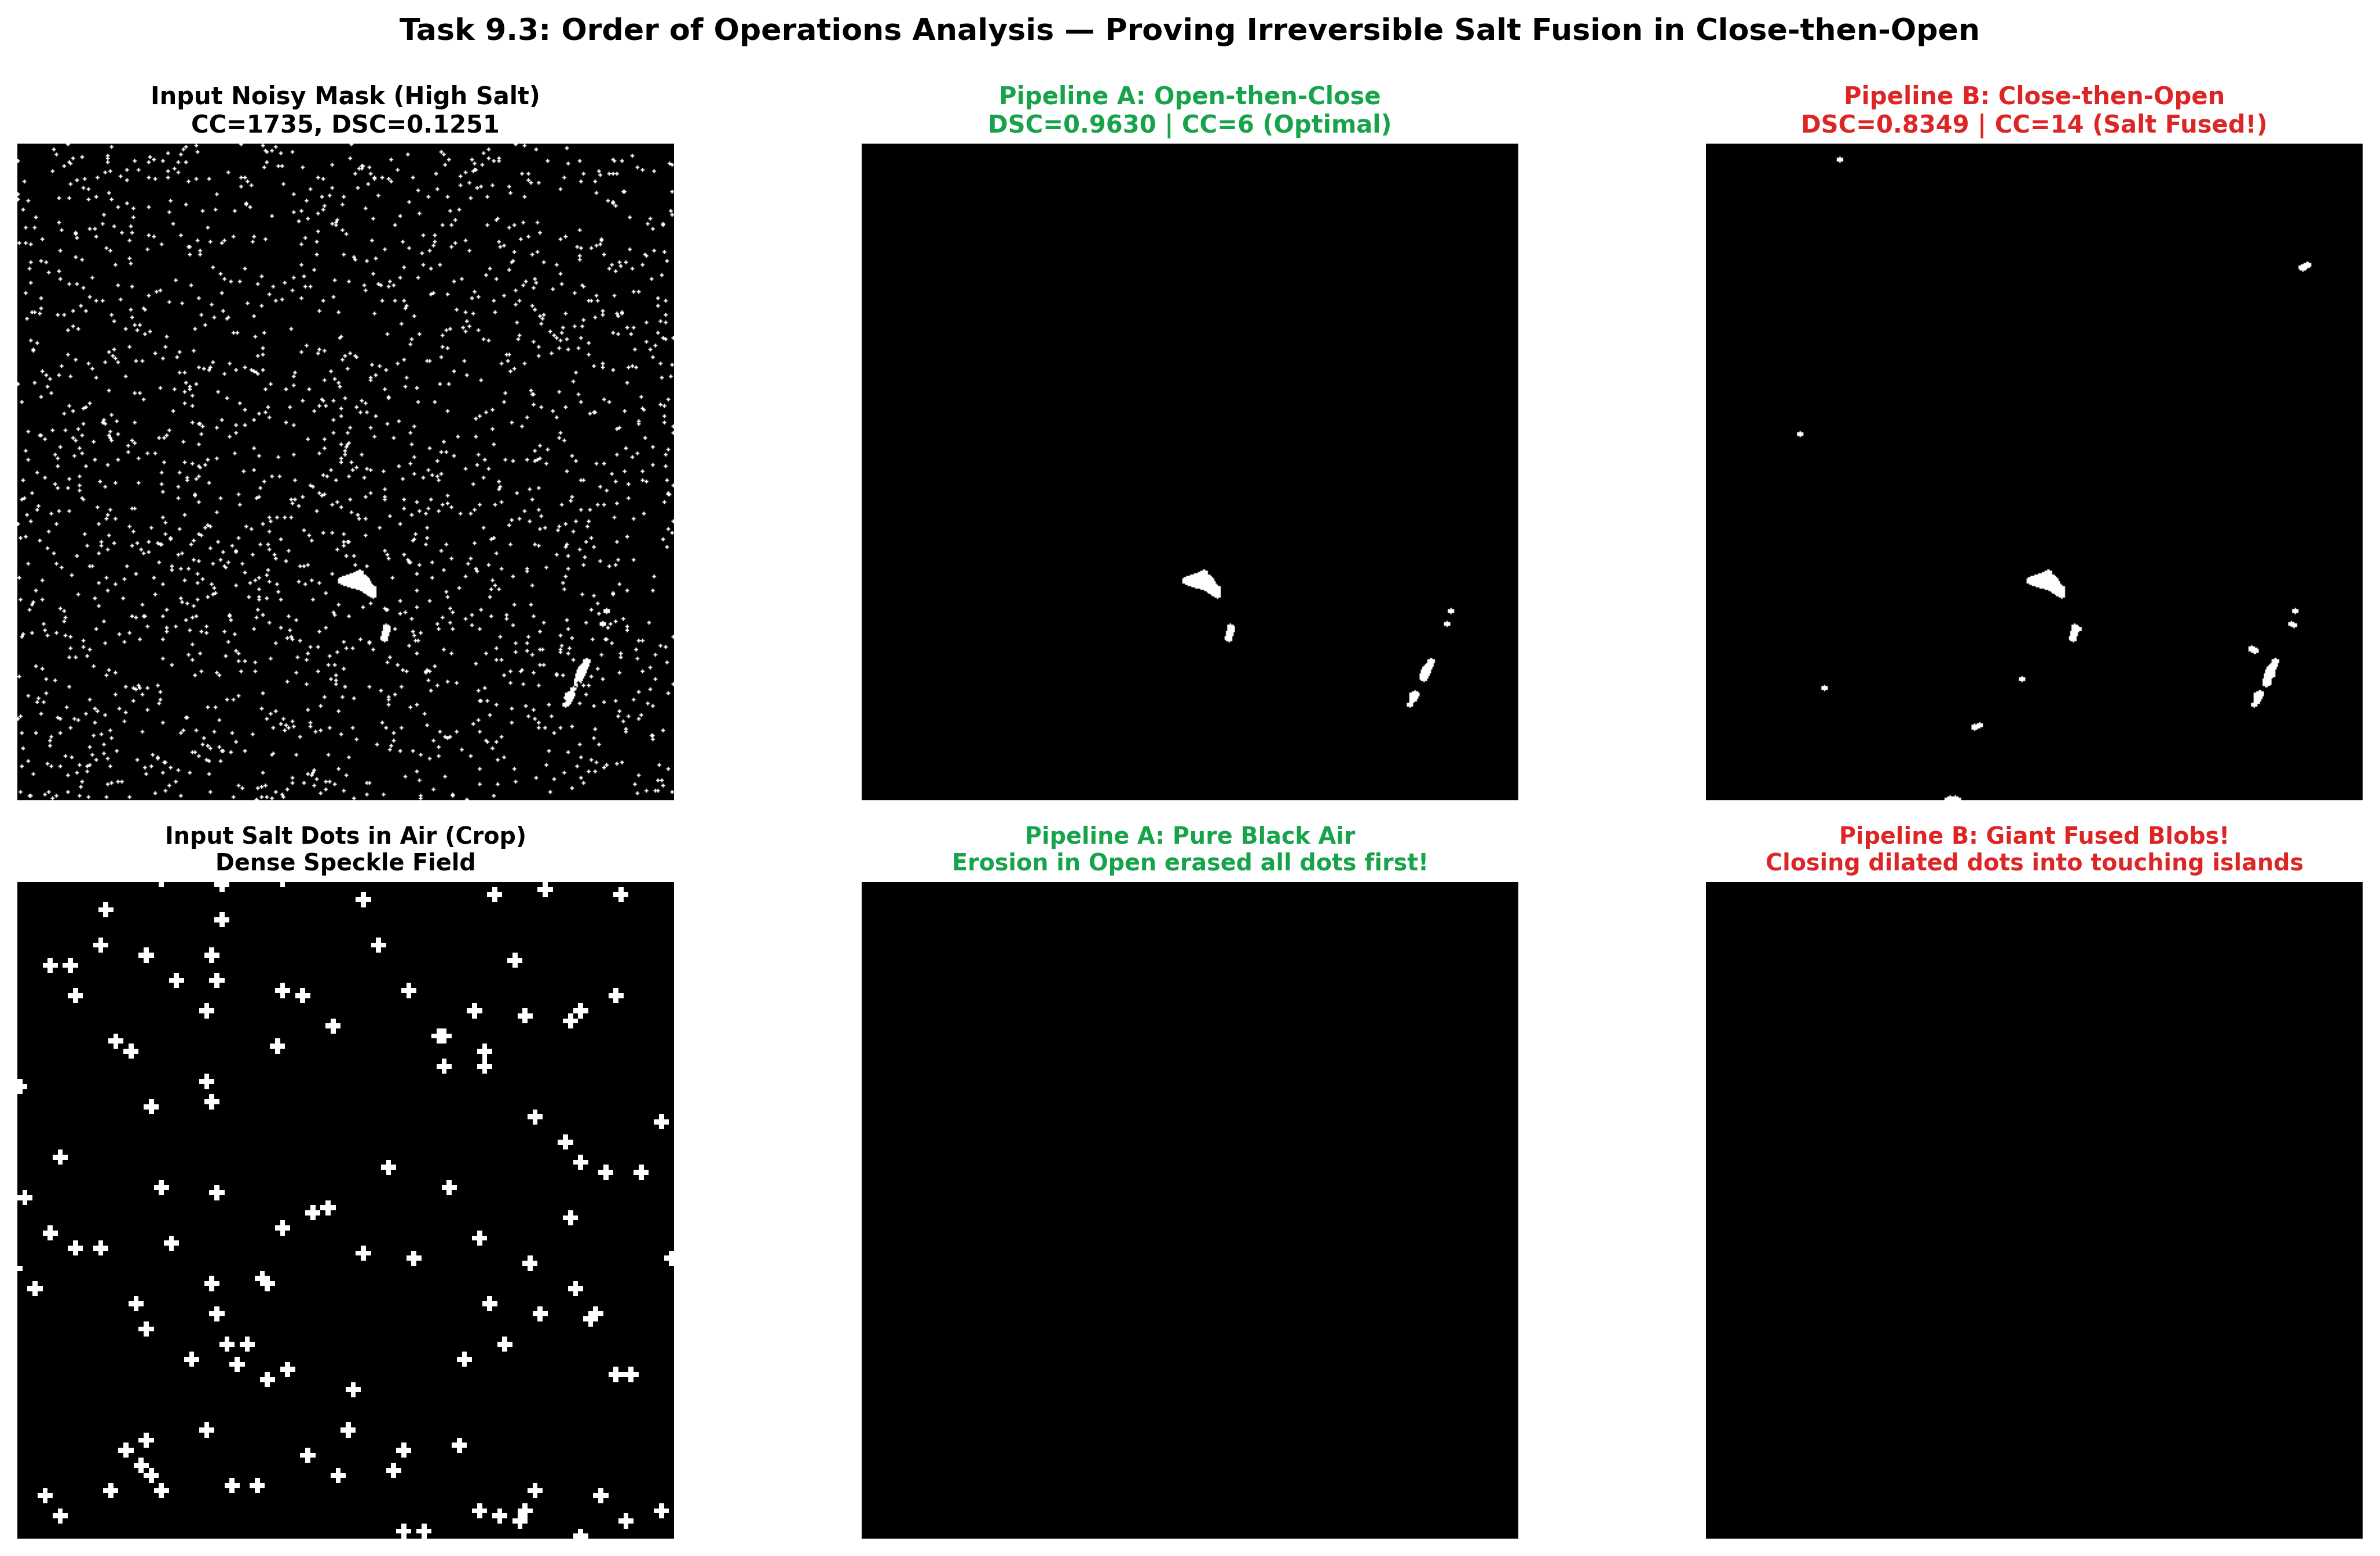 Task 9.3: Order of Operations Analysis — Proving Irreversible Salt Fusion in Close-then-Open
Input Noisy Mask (High Salt)
CC=1735, DSC=0.1251
Pipeline A: Open-then-Close
DSC=0.9630 | CC=6 (Optimal)
Pipeline B: Close-then-Open
DSC=0.8349 | CC=14 (Salt Fused!)
Input Salt Dots in Air (Crop)
Dense Speckle Field
Pipeline A: Pure Black Air
Erosion in Open erased all dots first!
Pipeline B: Giant Fused Blobs!
Closing dilated dots into touching islands